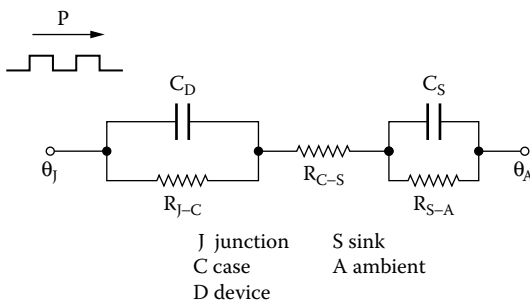 P
C_D
C_S
θ_J
R_J–C
R_C–S
R_S–A
θ_A
J junction S sink
C case A ambient
D device